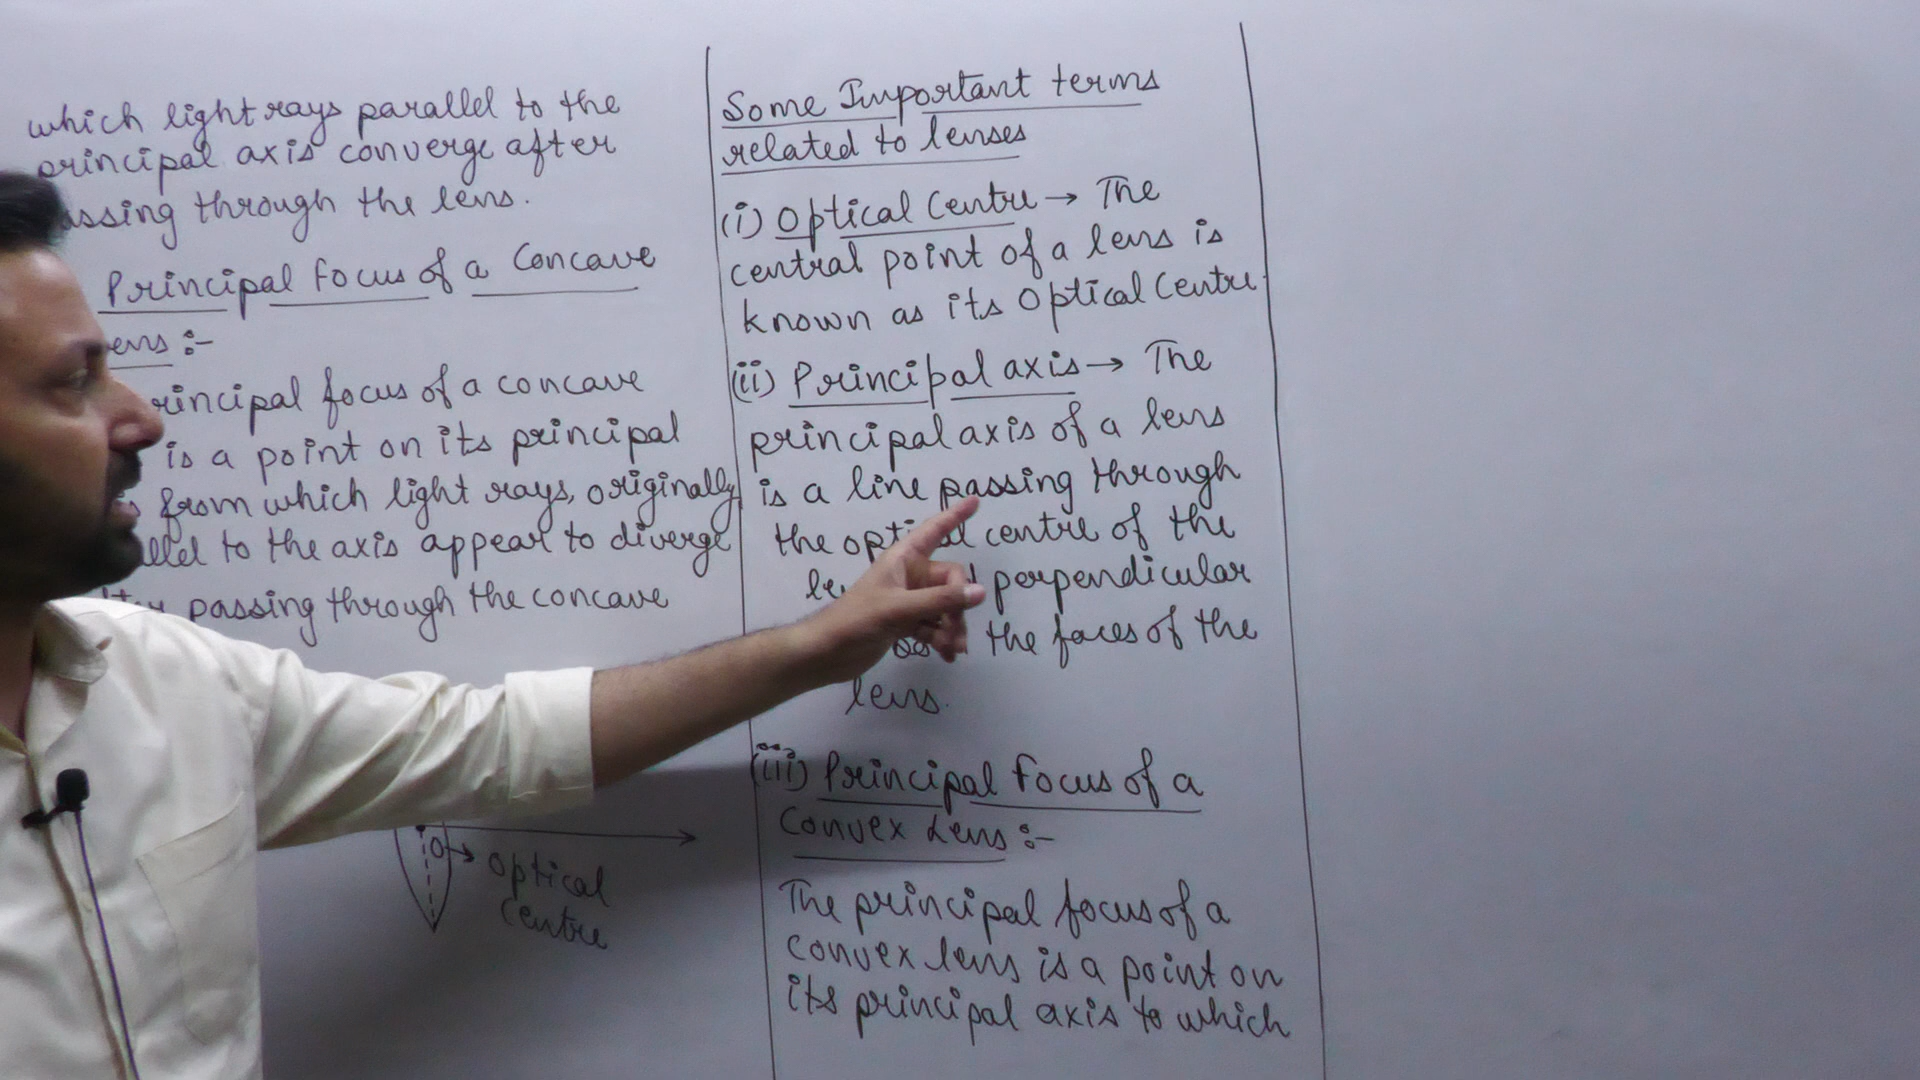 which light rays parallel to the
principal axis converge after
assing through the lens.
Principal Focus of a Concave
ens :-
rincipal focus of a concave
is a point on its principal
from which light rays, originally
llel to the axis appear to diverge
passing through the concave
O → Optical
Centre
Some Important terms
related to lenses
(i) Optical Centre → The
central point of a lens is
known as its Optical Centre.
(ii) Principal axis → The
principal axis of a lens
is a line passing through
the centre of the
perpendicular
the faces of the
lens.
(iii) Principal Focus of a
Convex Lens :-
The principal focus of a
convex lens is a point on
its principal axis to which